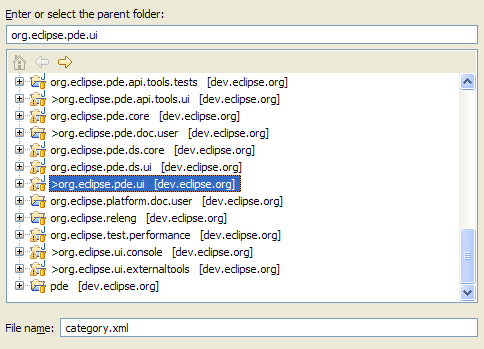 Enter or select the parent folder:
org.eclipse.pde.ui
org.eclipse.pde.api.tools.tests [dev.eclipse.org]
>org.eclipse.pde.api.tools.ui [dev.eclipse.org]
org.eclipse.pde.core [dev.eclipse.org]
>org.eclipse.pde.doc.user [dev.eclipse.org]
org.eclipse.pde.ds.core [dev.eclipse.org]
org.eclipse.pde.ds.ui [dev.eclipse.org]
>org.eclipse.pde.ui [dev.eclipse.org]
org.eclipse.platform.doc.user [dev.eclipse.org]
org.eclipse.releng [dev.eclipse.org]
org.eclipse.test.performance [dev.eclipse.org]
>org.eclipse.ui.console [dev.eclipse.org]
>org.eclipse.ui.externaltools [dev.eclipse.org]
pde [dev.eclipse.org]
File name: category.xml